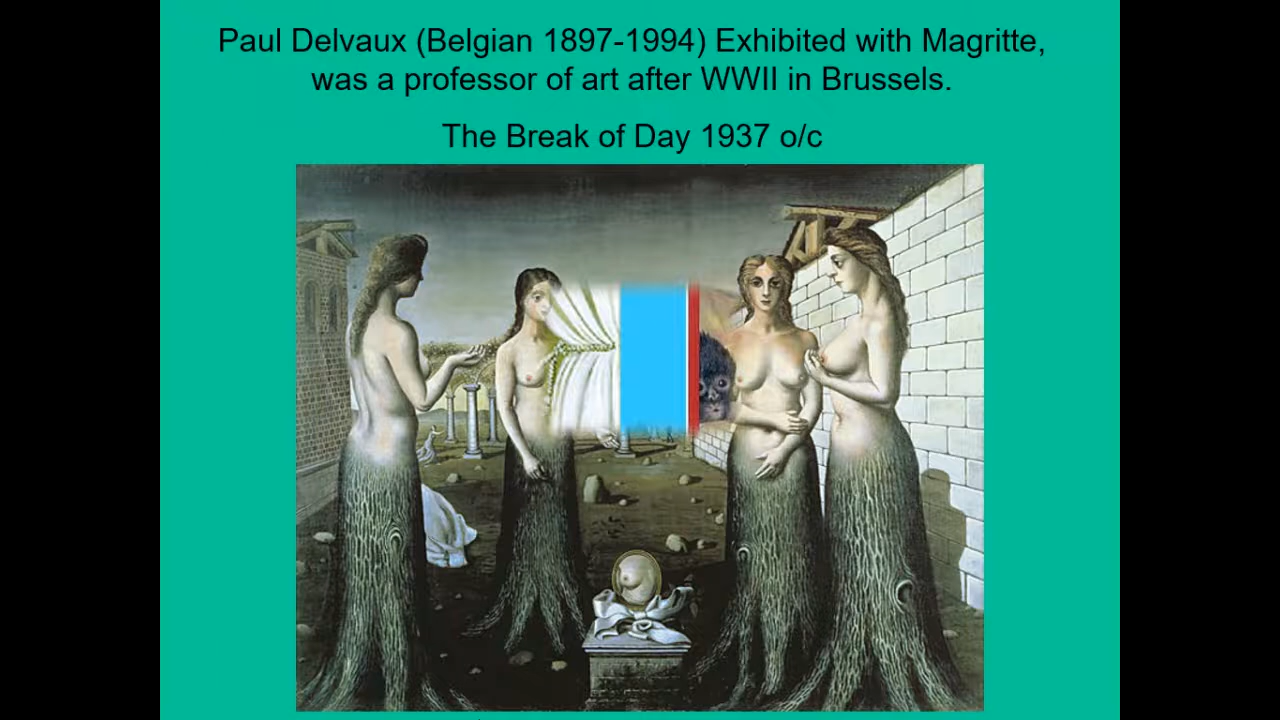 Paul Delvaux (Belgian 1897-1994) Exhibited with Magritte,
was a professor of art after WWII in Brussels.
The Break of Day 1937 o/c